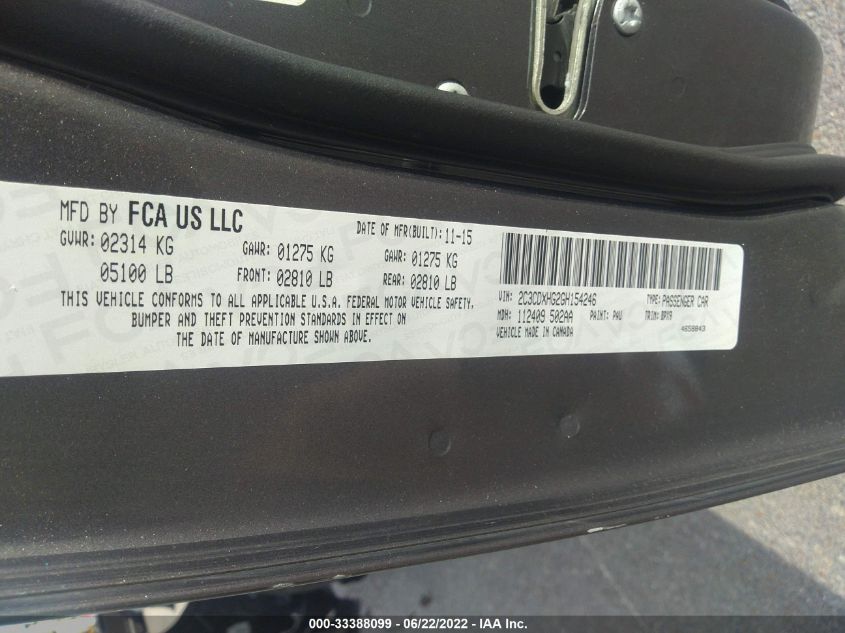 MFD BY FCA US LLC
DATE OF MFR(BUILT): 11-15
GVWR: 02314 KG GAWR: 01275 KG GAWR: 01275 KG
05100 LB FRONT: 02810 LB REAR: 02810 LB
THIS VEHICLE CONFORMS TO ALL APPLICABLE U.S.A. FEDERAL MOTOR VEHICLE SAFETY,
BUMPER AND THEFT PREVENTION STANDARDS IN EFFECT ON
THE DATE OF MANUFACTURE SHOWN ABOVE.
VIN: 2C3CDXHG2GH154246 TYPE: PASSENGER CAR
MDH: 112409 502AA PAINT: PAU TRIM: BPX9
VEHICLE MADE IN CANADA 4658843
000-33388099 - 06/22/2022 - IAA Inc.